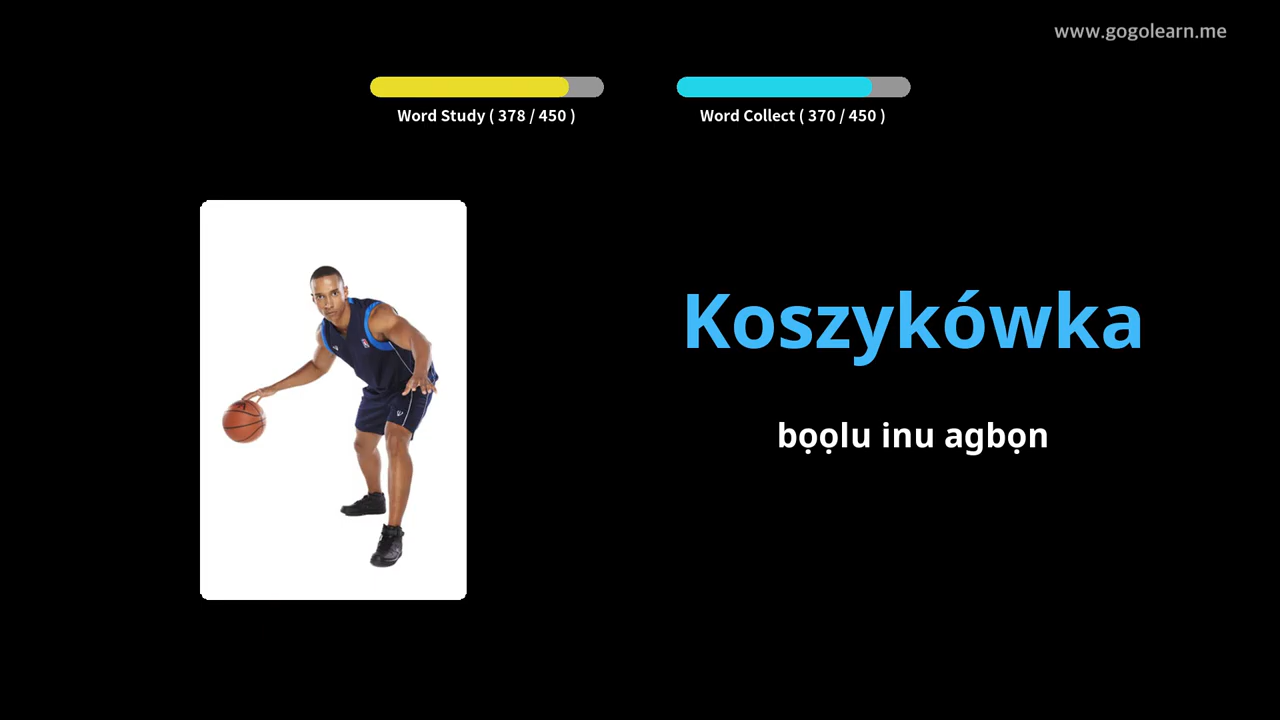 www.gogolearn.me
Word Study ( 378 / 450 )
Word Collect ( 370 / 450 )
Koszykówka
bọọlu inu agbọn